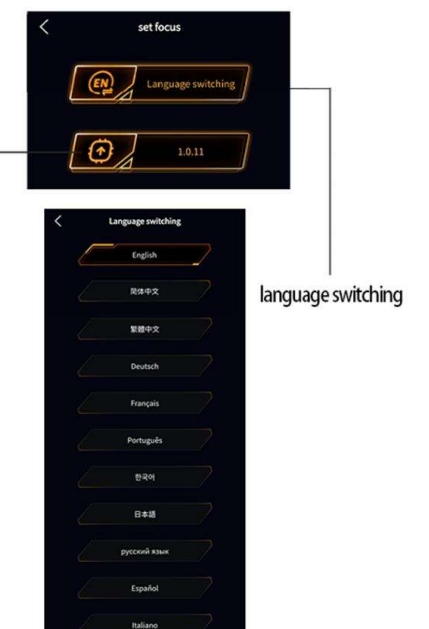 set focus
EN
Language switching
1.0.11
Language switching
English
简体中文
繁體中文
Deutsch
Français
Português
한국어
日本語
русский язык
Español
Italiano
language switching